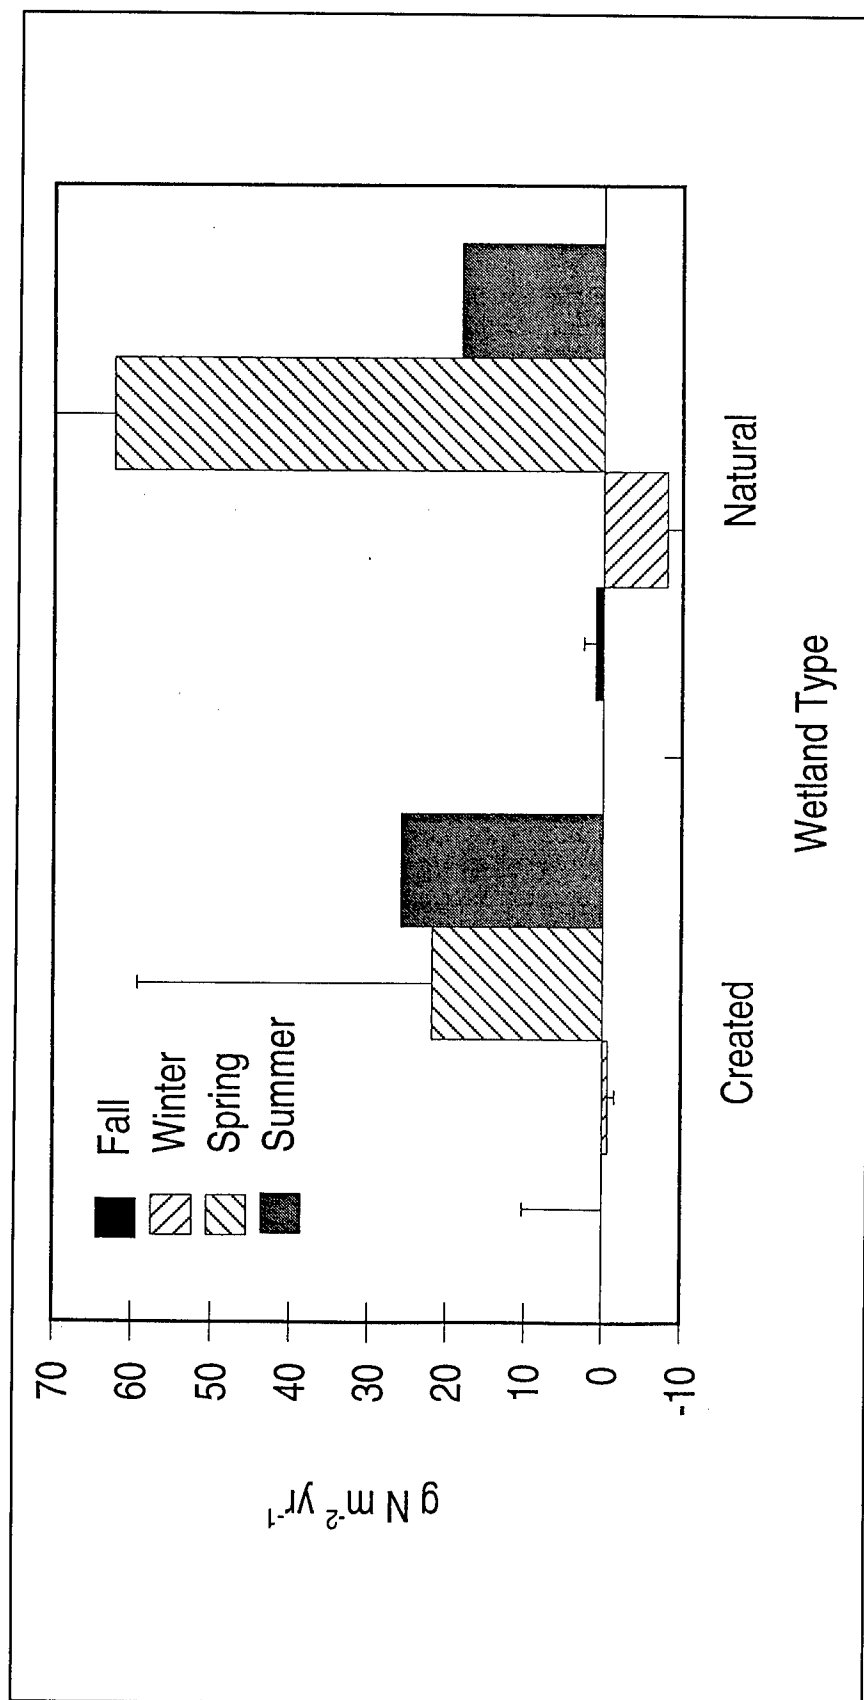 Fall
Winter
Spring
Summer
70
60
50
40
30
20
10
0
-10
g N m⁻² yr⁻¹
Created
Natural
Wetland Type